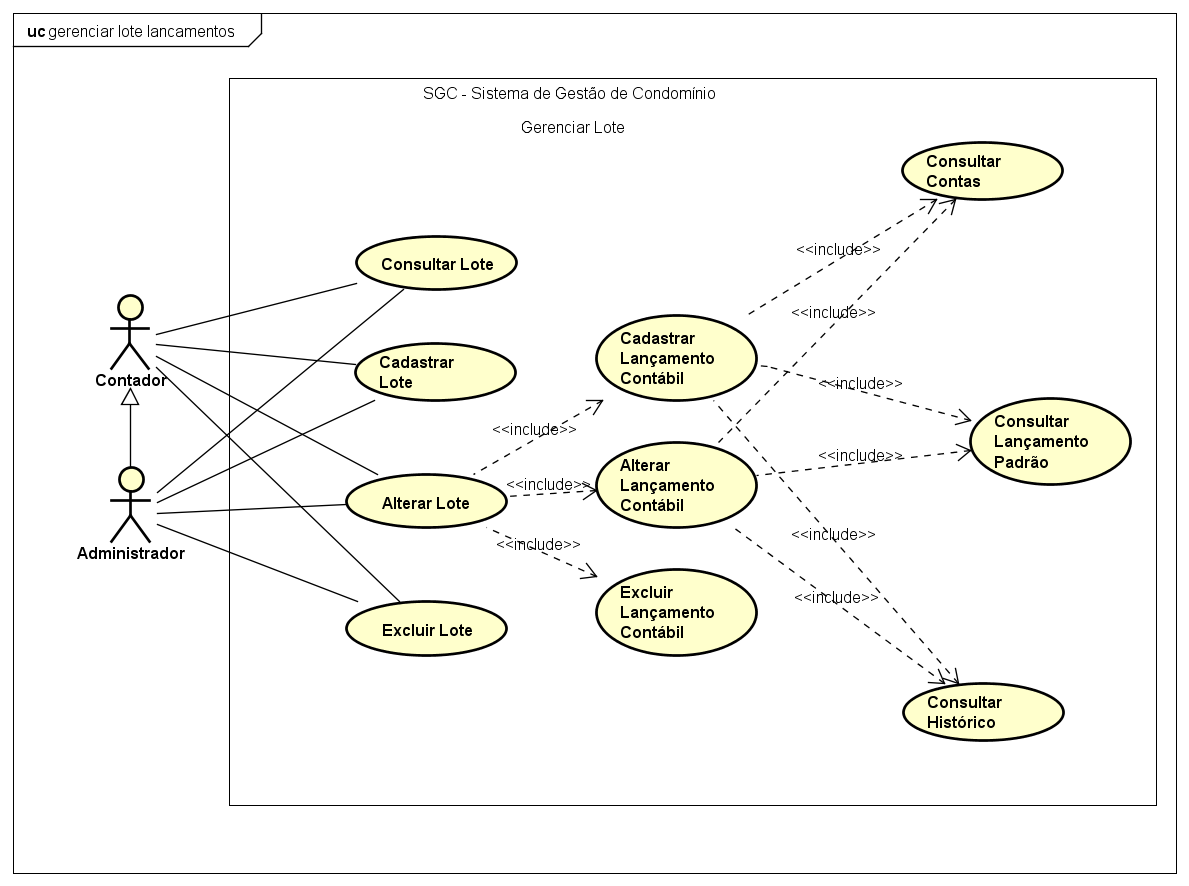 uc gerenciar lote lancamentos
SGC - Sistema de Gestão de Condomínio
Gerenciar Lote
Consultar
Contas
Consultar Lote
<<include>>
<<include>>
Cadastrar
Lançamento
Contábil
Cadastrar
Lote
Contador
<<include>>
<<include>>
Consultar
Lançamento
Padrão
Alterar
Lançamento
Contábil
<<include>>
<<include>>
Alterar Lote
<<include>>
<<include>>
Administrador
Excluir
Lançamento
Contábil
<<include>>
Excluir Lote
Consultar
Histórico